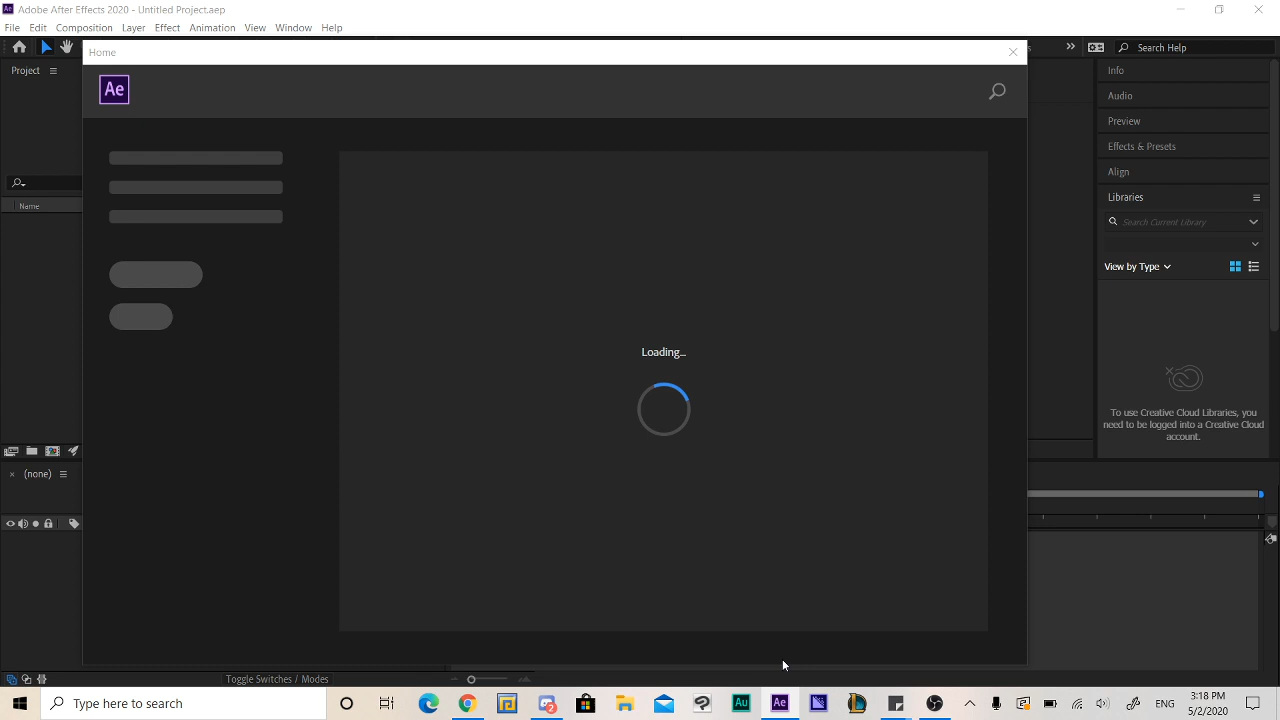 Adobe After Effects 2020 - Untitled Project.aep
File Edit Composition Layer Effect Animation View Window Help
Search Help
Home
Project
Ae
Info
Audio
Preview
Effects & Presets
Align
Libraries
Search Current Library
Name
View by Type
Loading...
To use Creative Cloud Libraries, you
need to be logged into a Creative Cloud
account.
(none)
Toggle Switches / Modes
Type here to search
2
Au
Ae
ENG
3:18 PM
5/2/2020